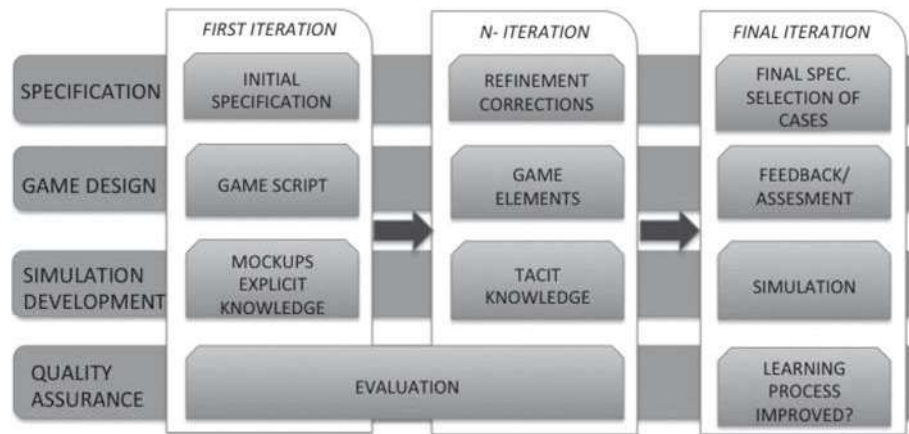 FIRST ITERATION
N- ITERATION
FINAL ITERATION
SPECIFICATION
INITIAL
SPECIFICATION
REFINEMENT
CORRECTIONS
FINAL SPEC.
SELECTION OF
CASES
GAME DESIGN
GAME SCRIPT
GAME
ELEMENTS
FEEDBACK/
ASSESMENT
SIMULATION
DEVELOPMENT
MOCKUPS
EXPLICIT
KNOWLEDGE
TACIT
KNOWLEDGE
SIMULATION
QUALITY
ASSURANCE
EVALUATION
LEARNING
PROCESS
IMPROVED?